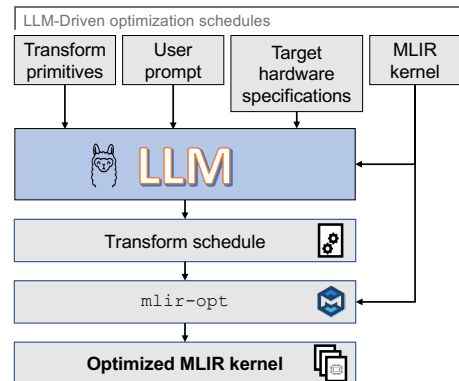 LLM-Driven optimization schedules
Transform
primitives
User
prompt
Target
hardware
specifications
MLIR
kernel
LLM
Transform schedule
mlir-opt
Optimized MLIR kernel